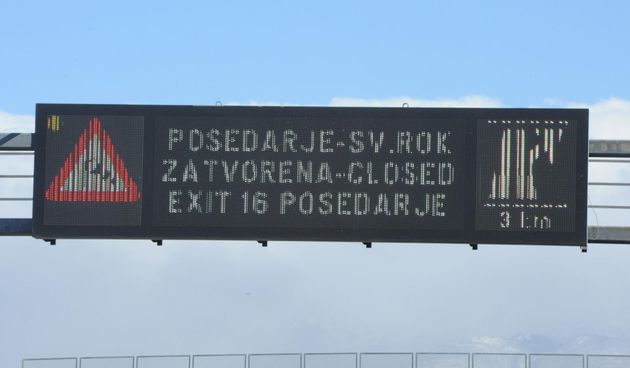 POSEDARJE-SV.ROK
ZATVORENA-CLOSED
EXIT 16 POSEDARJE
3 km